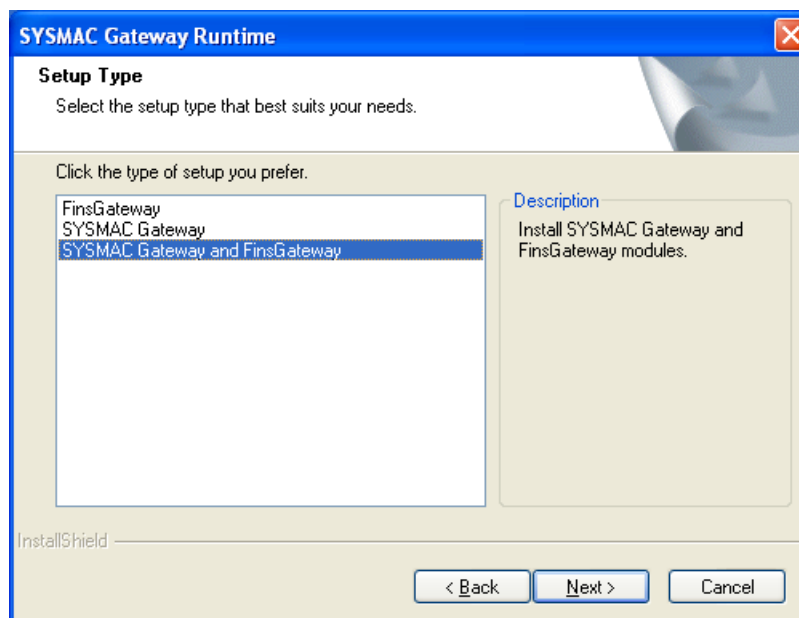 SYSMAC Gateway Runtime
Setup Type
Select the setup type that best suits your needs.
Click the type of setup you prefer.
FinsGateway
SYSMAC Gateway
SYSMAC Gateway and FinsGateway
Description
Install SYSMAC Gateway and
FinsGateway modules.
InstallShield
< Back
Next >
Cancel